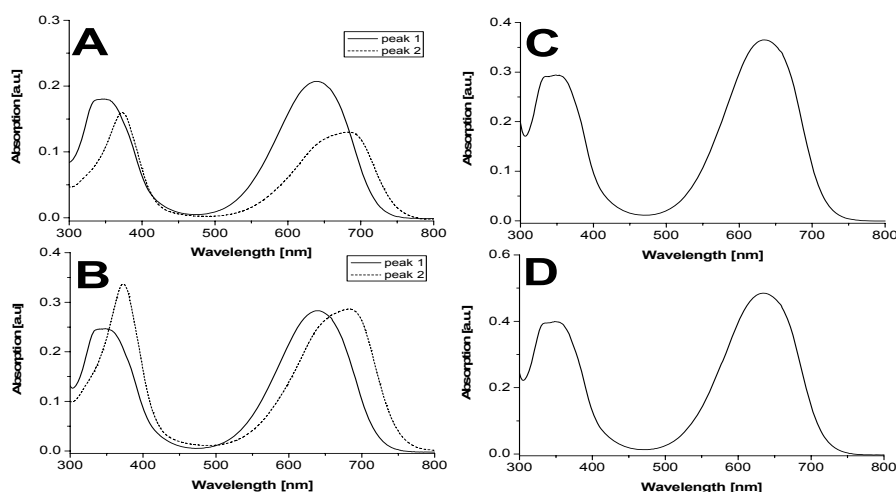 A
peak 1
peak 2
Absorption [a.u.]
0.3
0.2
0.1
0.0
300 400 500 600 700 800
Wavelength [nm]
B
peak 1
peak 2
Absorption [a.u]
0.4
0.3
0.2
0.1
0.0
300 400 500 600 700 800
Wavelength [nm]
C
Absorption [a.u.]
0.4
0.3
0.2
0.1
0.0
300 400 500 600 700 800
Wavelength [nm]
D
Absorption [a.u.]
0.6
0.4
0.2
0.0
300 400 500 600 700 800
Wavelength [nm]